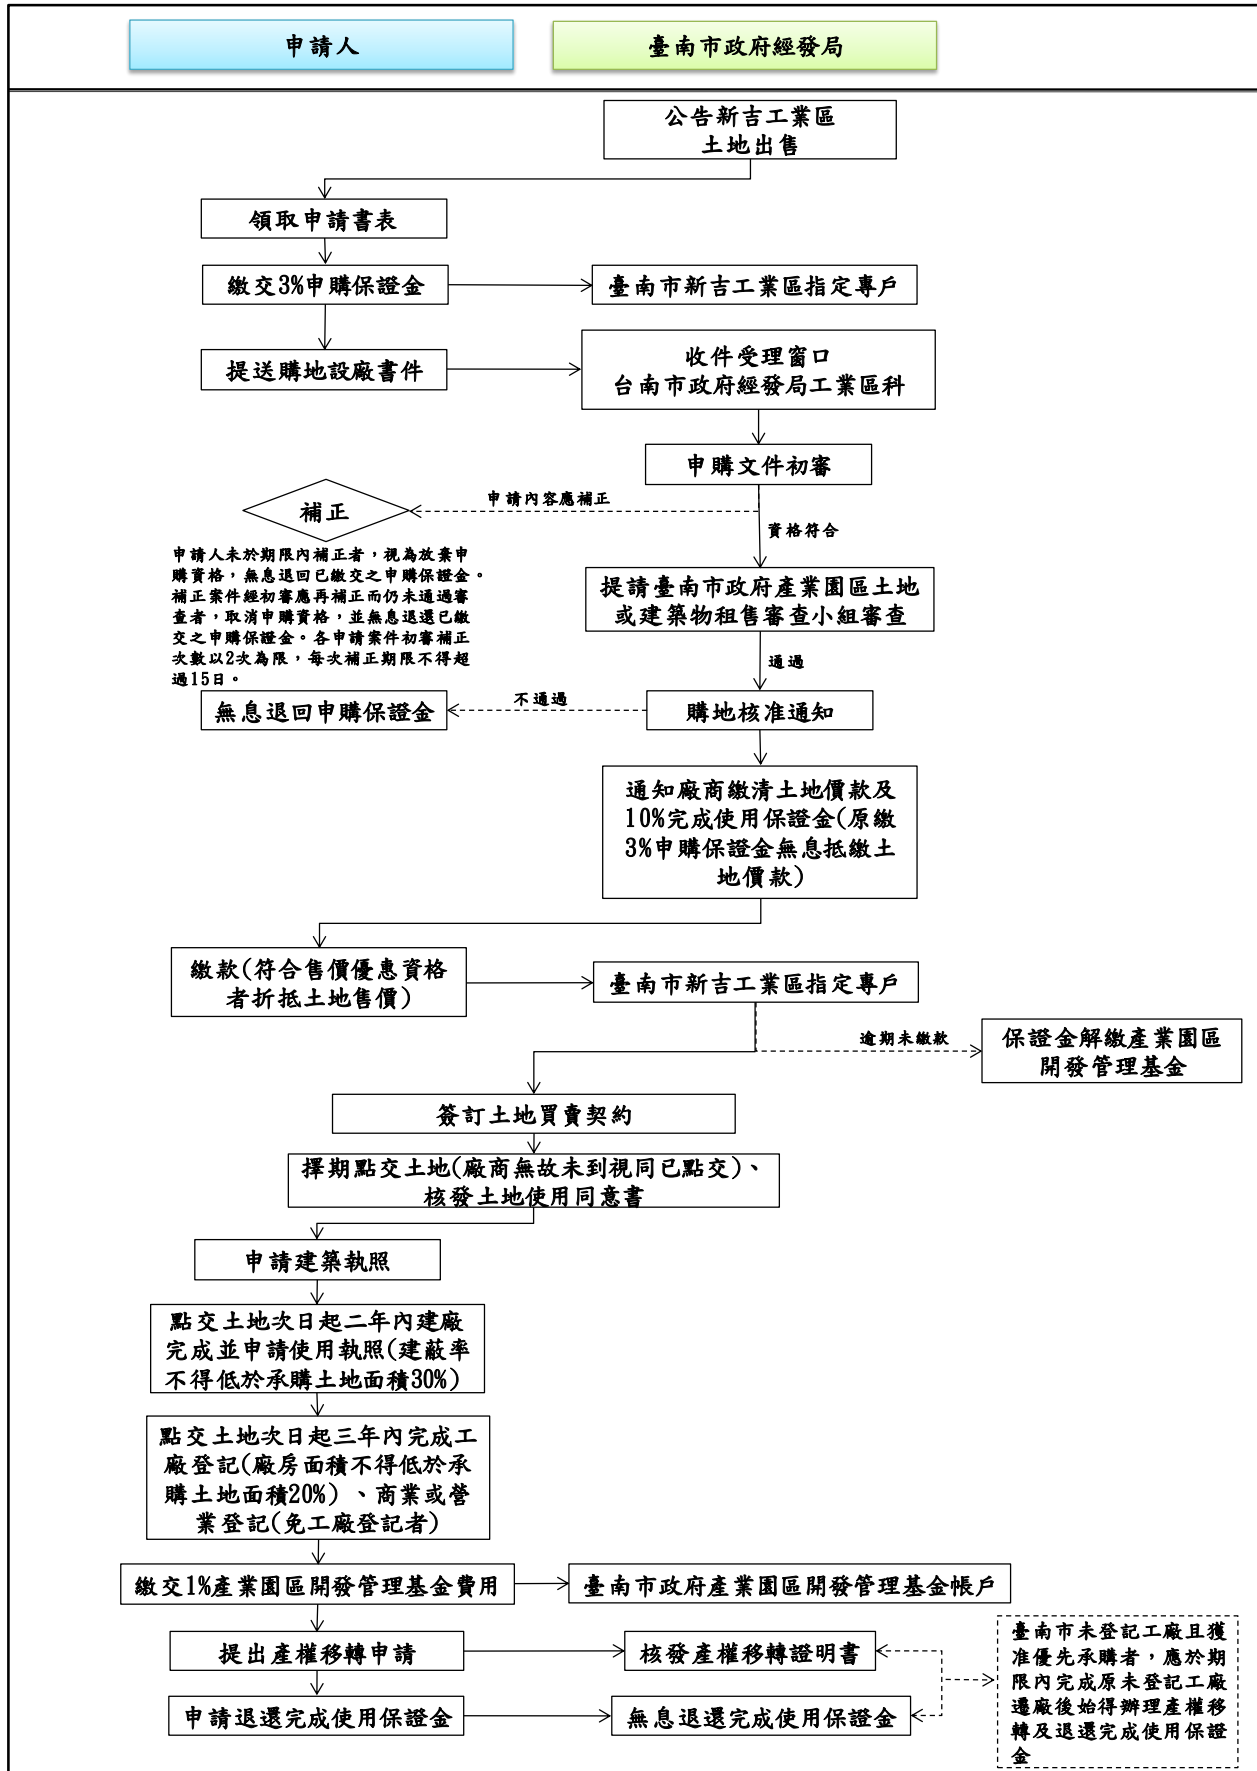 申請人
臺南市政府經發局
公告新吉工業區
土地出售
領取申請書表
繳交3%申購保證金
臺南市新吉工業區指定專戶
提送購地設廠書件
收件受理窗口
台南市政府經發局工業區科
申購文件初審
申請內容應補正
補正
資格符合
申請人未於期限內補正者，視為放棄申
購資格，無息退回已繳交之申購保證金。
補正案件經初審應再補正而仍未通過審
查者，取消申購資格，並無息退還已繳
交之申購保證金。各申請案件初審補正
次數以2次為限，每次補正期限不得超
過15日。
提請臺南市政府產業園區土地
或建築物租售審查小組審查
通過
無息退回申購保證金
不通過
購地核准通知
通知廠商繳清土地價款及
10%完成使用保證金(原繳
3%申購保證金無息抵繳土
地價款)
繳款(符合售價優惠資格
者折抵土地售價)
臺南市新吉工業區指定專戶
逾期未繳款
保證金解繳產業園區
開發管理基金
簽訂土地買賣契約
擇期點交土地(廠商無故未到視同已點交)、
核發土地使用同意書
申請建築執照
點交土地次日起二年內建廠
完成並申請使用執照(建蔽率
不得低於承購土地面積30%)
點交土地次日起三年內完成工
廠登記(廠房面積不得低於承
購土地面積20%)、商業或營
業登記(免工廠登記者)
繳交1%產業園區開發管理基金費用
臺南市政府產業園區開發管理基金帳戶
提出產權移轉申請
核發產權移轉證明書
申請退還完成使用保證金
無息退還完成使用保證金
臺南市未登記工廠且獲
准優先承購者，應於期
限內完成原未登記工廠
遷廠後始得辦理產權移
轉及退還完成使用保證
金